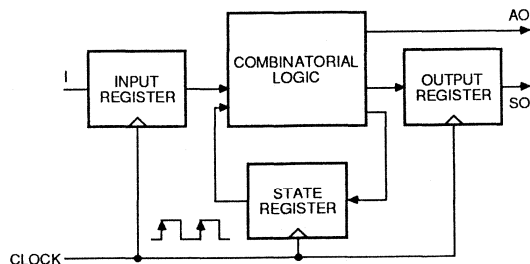 AO
COMBINATORIAL
LOGIC
I
INPUT
REGISTER
OUTPUT
REGISTER
SO
STATE
REGISTER
CLOCK